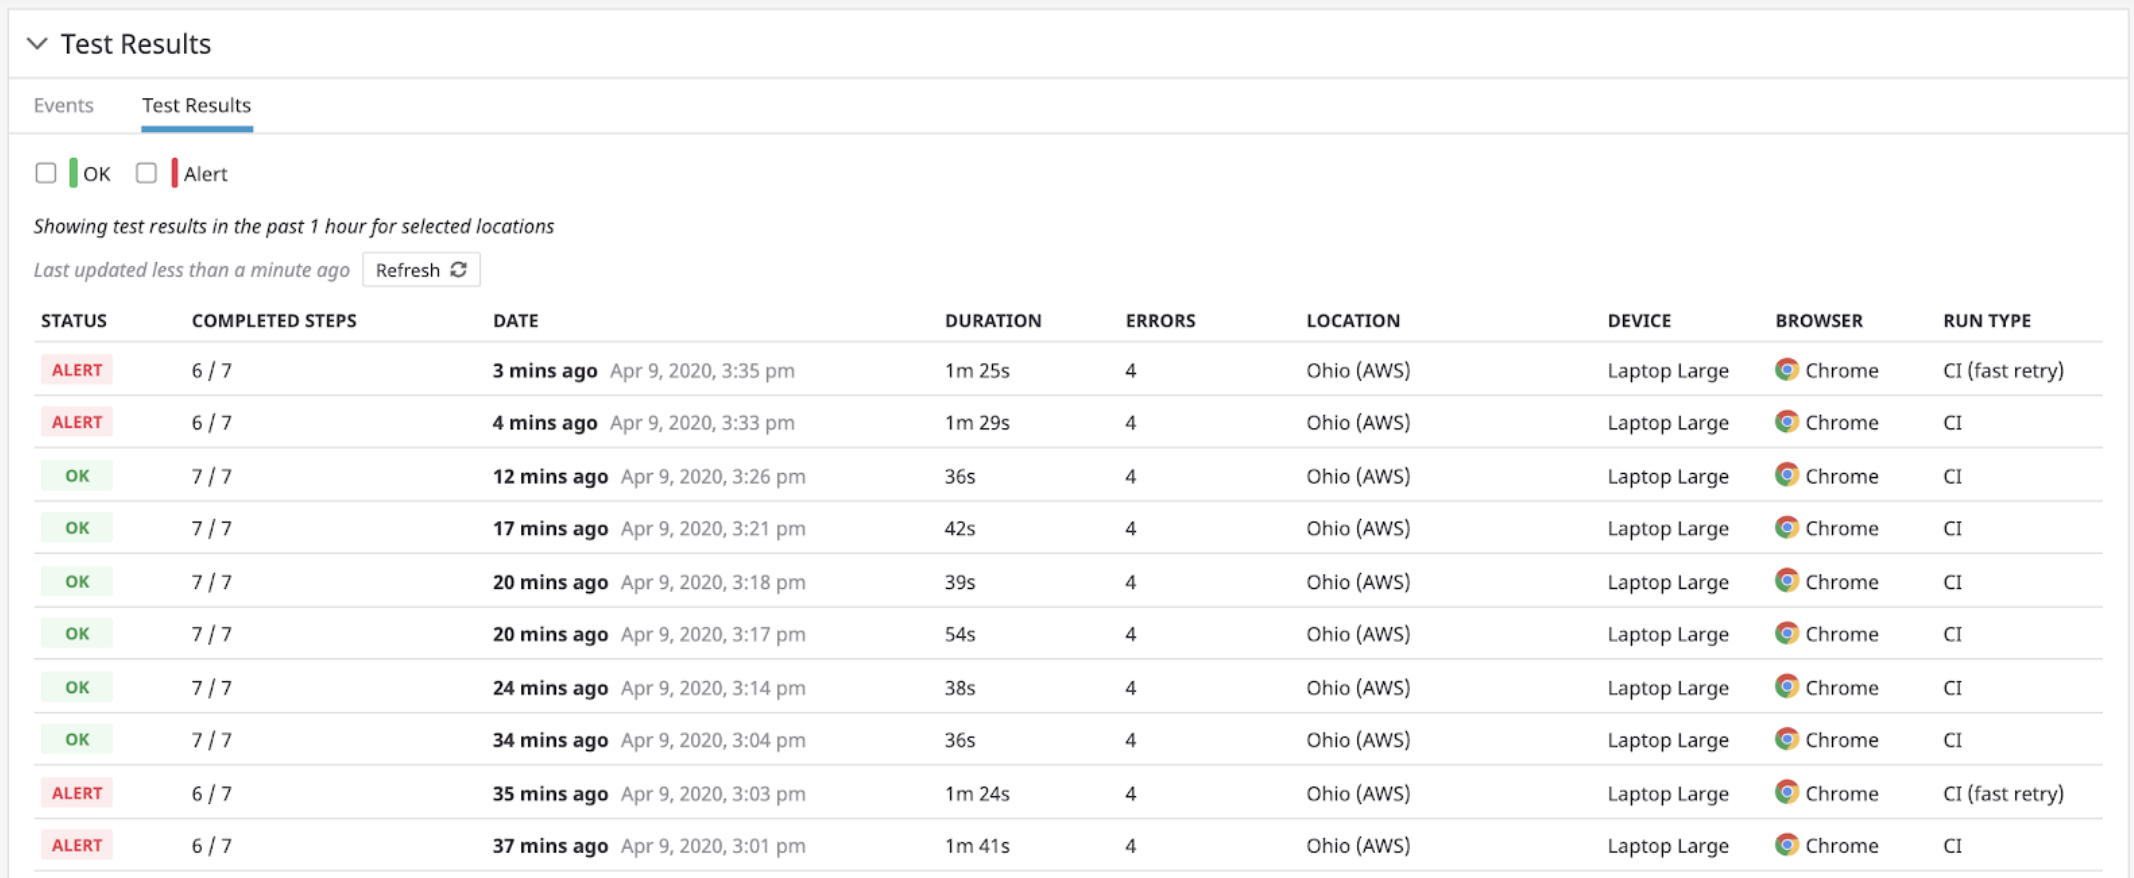 Test Results
Events Test Results
OK Alert
Showing test results in the past 1 hour for selected locations
Last updated less than a minute ago Refresh
STATUS COMPLETED STEPS DATE DURATION ERRORS LOCATION DEVICE BROWSER RUN TYPE
ALERT 6 / 7 3 mins ago Apr 9, 2020, 3:35 pm 1m 25s 4 Ohio (AWS) Laptop Large Chrome CI (fast retry)
ALERT 6 / 7 4 mins ago Apr 9, 2020, 3:33 pm 1m 29s 4 Ohio (AWS) Laptop Large Chrome CI
OK 7 / 7 12 mins ago Apr 9, 2020, 3:26 pm 36s 4 Ohio (AWS) Laptop Large Chrome CI
OK 7 / 7 17 mins ago Apr 9, 2020, 3:21 pm 42s 4 Ohio (AWS) Laptop Large Chrome CI
OK 7 / 7 20 mins ago Apr 9, 2020, 3:18 pm 39s 4 Ohio (AWS) Laptop Large Chrome CI
OK 7 / 7 20 mins ago Apr 9, 2020, 3:17 pm 54s 4 Ohio (AWS) Laptop Large Chrome CI
OK 7 / 7 24 mins ago Apr 9, 2020, 3:14 pm 38s 4 Ohio (AWS) Laptop Large Chrome CI
OK 7 / 7 34 mins ago Apr 9, 2020, 3:04 pm 36s 4 Ohio (AWS) Laptop Large Chrome CI
ALERT 6 / 7 35 mins ago Apr 9, 2020, 3:03 pm 1m 24s 4 Ohio (AWS) Laptop Large Chrome CI (fast retry)
ALERT 6 / 7 37 mins ago Apr 9, 2020, 3:01 pm 1m 41s 4 Ohio (AWS) Laptop Large Chrome CI